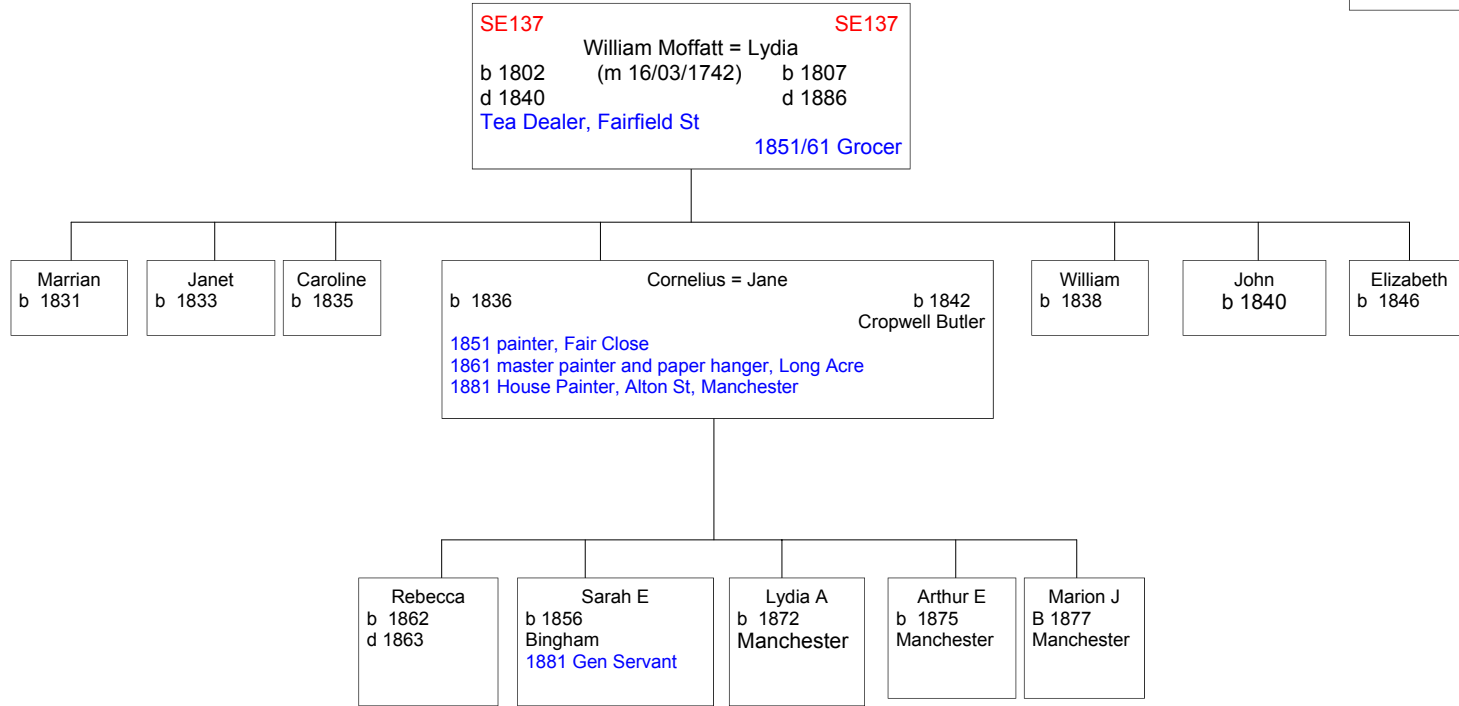 SE137 SE137
William Moffatt = Lydia
b 1802 (m 16/03/1742) b 1807
d 1840 d 1886
Tea Dealer, Fairfield St
1851/61 Grocer
Marrian
b 1831
Janet
b 1833
Caroline
b 1835
Cornelius = Jane
b 1836 b 1842
Cropwell Butler
1851 painter, Fair Close
1861 master painter and paper hanger, Long Acre
1881 House Painter, Alton St, Manchester
William
b 1838
John
b 1840
Elizabeth
b 1846
Rebecca
b 1862
d 1863
Sarah E
b 1856
Bingham
1881 Gen Servant
Lydia A
b 1872
Manchester
Arthur E
b 1875
Manchester
Marion J
B 1877
Manchester